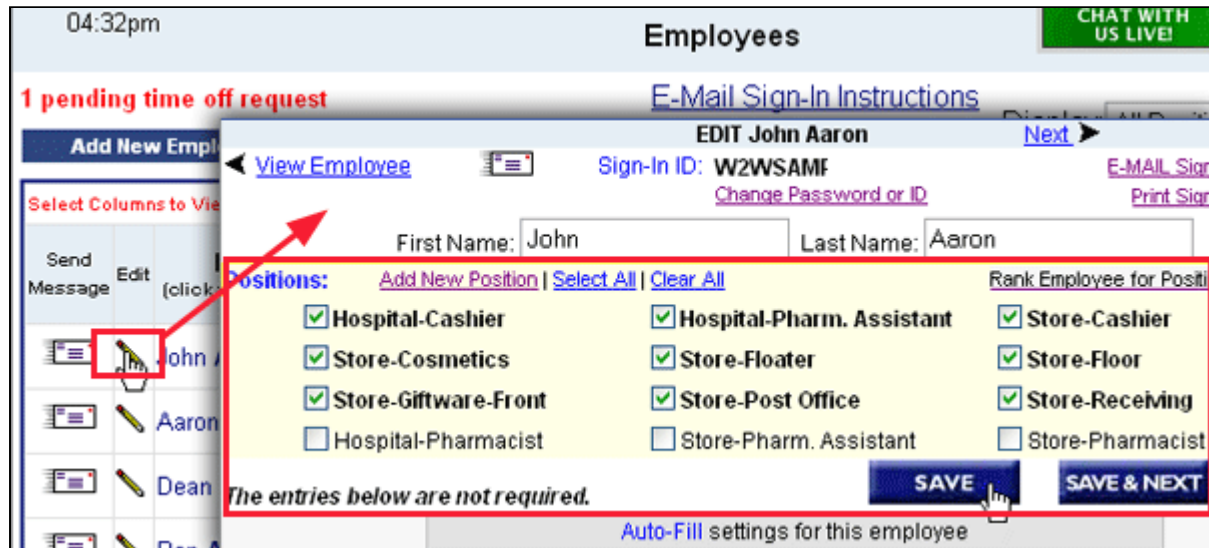 04:32pm
Employees
CHAT WITH
US LIVE!
1 pending time off request
E-Mail Sign-In Instructions
Add New Empl
EDIT John Aaron
Next
View Employee
Sign-In ID: W2WSAMF
E-MAIL Sign
Change Password or ID
Print Sign
Select Columns to Vie
First Name: John
Last Name: Aaron
Send
Message
Edit
(click
Positions:
Add New Position | Select All | Clear All
Rank Employee for Positi
Hospital-Cashier
Hospital-Pharm. Assistant
Store-Cashier
John A
Store-Cosmetics
Store-Floater
Store-Floor
Store-Giftware-Front
Store-Post Office
Store-Receiving
Aaron
Hospital-Pharmacist
Store-Pharm. Assistant
Store-Pharmacist
Dean
The entries below are not required.
SAVE
SAVE & NEXT
Auto-Fill settings for this employee